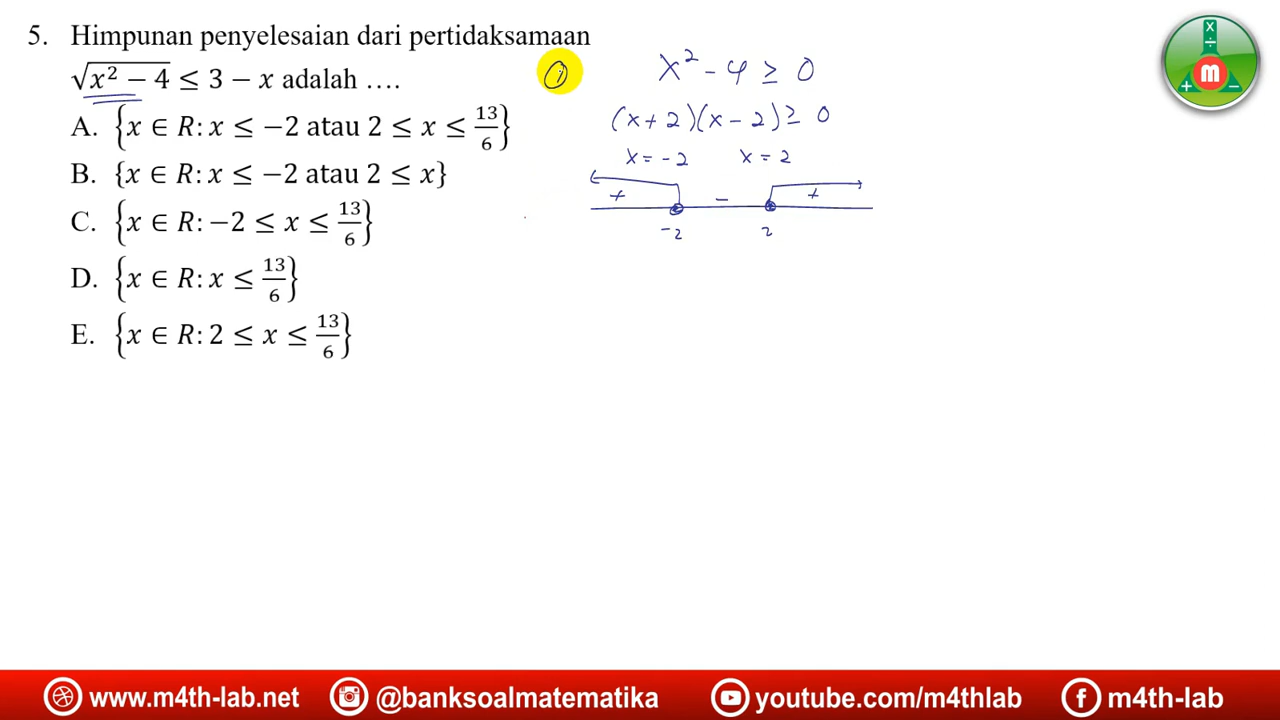 5. Himpunan penyelesaian dari pertidaksamaan
√(x² − 4) ≤ 3 − x adalah ….
A. {x ∈ R: x ≤ −2 atau 2 ≤ x ≤ 13/6}
B. {x ∈ R: x ≤ −2 atau 2 ≤ x}
C. {x ∈ R: −2 ≤ x ≤ 13/6}
D. {x ∈ R: x ≤ 13/6}
E. {x ∈ R: 2 ≤ x ≤ 13/6}
① x² - 4 ≥ 0
(x + 2)(x - 2) ≥ 0
x = -2 x = 2
+ - +
-2 2
x ÷
m
+ −
www.m4th-lab.net @banksoalmatematika youtube.com/m4thlab m4th-lab